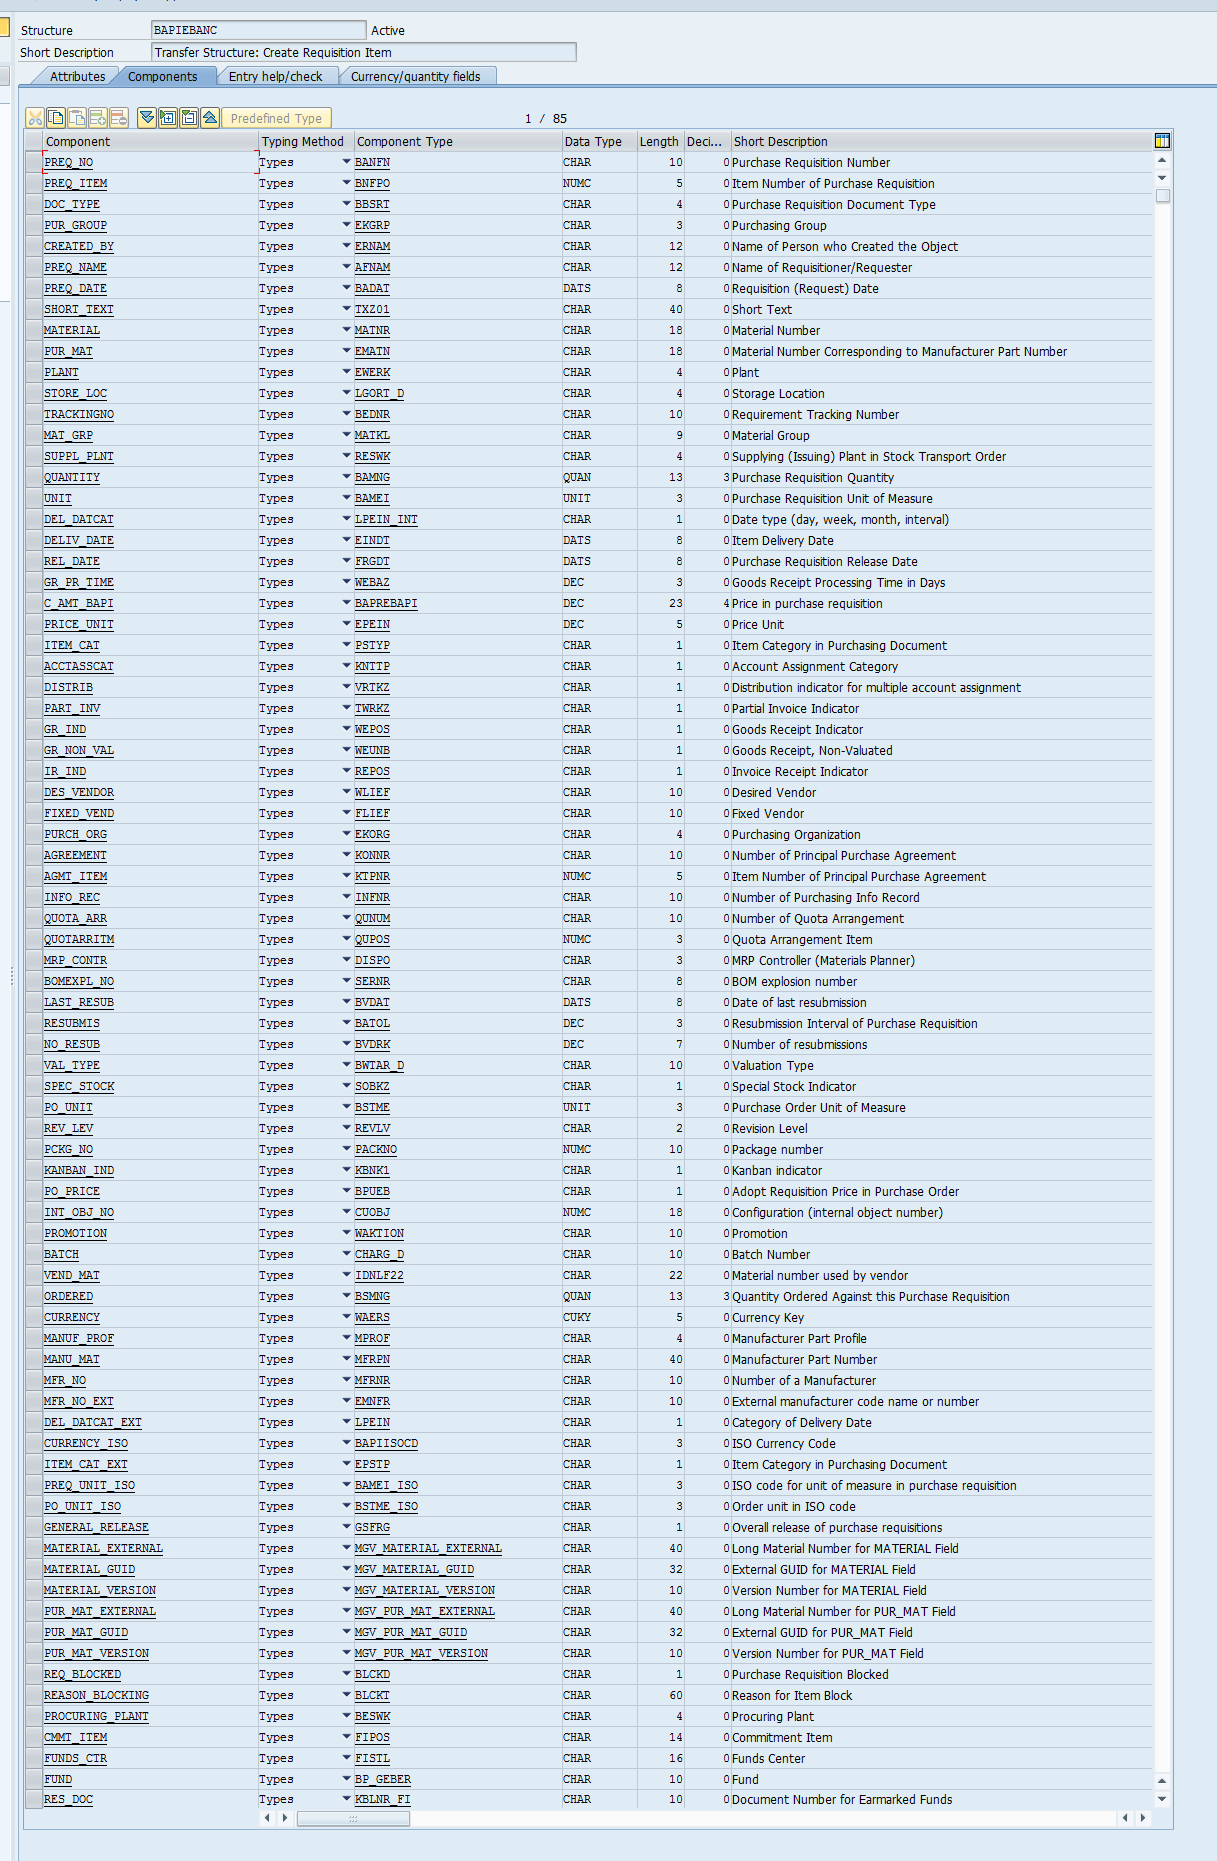 Structure BAPIEBANC Active
Short Description Transfer Structure: Create Requisition Item
Attributes Components Entry help/check Currency/quantity fields
Predefined Type 1 / 85
Component Typing Method Component Type Data Type Length Deci... Short Description
PREQ_NO Types BANFN CHAR 10 0 Purchase Requisition Number
PREQ_ITEM Types BNFPO NUMC 5 0 Item Number of Purchase Requisition
DOC_TYPE Types BBSRT CHAR 4 0 Purchase Requisition Document Type
PUR_GROUP Types EKGRP CHAR 3 0 Purchasing Group
CREATED_BY Types ERNAM CHAR 12 0 Name of Person who Created the Object
PREQ_NAME Types AFNAM CHAR 12 0 Name of Requisitioner/Requester
PREQ_DATE Types BADAT DATS 8 0 Requisition (Request) Date
SHORT_TEXT Types TXZ01 CHAR 40 0 Short Text
MATERIAL Types MATNR CHAR 18 0 Material Number
PUR_MAT Types EMATN CHAR 18 0 Material Number Corresponding to Manufacturer Part Number
PLANT Types EWERK CHAR 4 0 Plant
STORE_LOC Types LGORT_D CHAR 4 0 Storage Location
TRACKINGNO Types BEDNR CHAR 10 0 Requirement Tracking Number
MAT_GRP Types MATKL CHAR 9 0 Material Group
SUPPL_PLNT Types RESWK CHAR 4 0 Supplying (Issuing) Plant in Stock Transport Order
QUANTITY Types BAMNG QUAN 13 3 Purchase Requisition Quantity
UNIT Types BAMEI UNIT 3 0 Purchase Requisition Unit of Measure
DEL_DATCAT Types LPEIN_INT CHAR 1 0 Date type (day, week, month, interval)
DELIV_DATE Types EINDT DATS 8 0 Item Delivery Date
REL_DATE Types FRGDT DATS 8 0 Purchase Requisition Release Date
GR_PR_TIME Types WEBAZ DEC 3 0 Goods Receipt Processing Time in Days
C_AMT_BAPI Types BAPREBAPI DEC 23 4 Price in purchase requisition
PRICE_UNIT Types EPEIN DEC 5 0 Price Unit
ITEM_CAT Types PSTYP CHAR 1 0 Item Category in Purchasing Document
ACCTASSCAT Types KNTTP CHAR 1 0 Account Assignment Category
DISTRIB Types VRTKZ CHAR 1 0 Distribution indicator for multiple account assignment
PART_INV Types TWRKZ CHAR 1 0 Partial Invoice Indicator
GR_IND Types WEPOS CHAR 1 0 Goods Receipt Indicator
GR_NON_VAL Types WEUNB CHAR 1 0 Goods Receipt, Non-Valuated
IR_IND Types REPOS CHAR 1 0 Invoice Receipt Indicator
DES_VENDOR Types WLIEF CHAR 10 0 Desired Vendor
FIXED_VEND Types FLIEF CHAR 10 0 Fixed Vendor
PURCH_ORG Types EKORG CHAR 4 0 Purchasing Organization
AGREEMENT Types KONNR CHAR 10 0 Number of Principal Purchase Agreement
AGMT_ITEM Types KTPNR NUMC 5 0 Item Number of Principal Purchase Agreement
INFO_REC Types INFNR CHAR 10 0 Number of Purchasing Info Record
QUOTA_ARR Types QUNUM CHAR 10 0 Number of Quota Arrangement
QUOTARRITM Types QUPOS NUMC 3 0 Quota Arrangement Item
MRP_CONTR Types DISPO CHAR 3 0 MRP Controller (Materials Planner)
BOMEXPL_NO Types SERNR CHAR 8 0 BOM explosion number
LAST_RESUB Types BVDAT DATS 8 0 Date of last resubmission
RESUBMIS Types BATOL DEC 3 0 Resubmission Interval of Purchase Requisition
NO_RESUB Types BVDRK DEC 7 0 Number of resubmissions
VAL_TYPE Types BWTAR_D CHAR 10 0 Valuation Type
SPEC_STOCK Types SOBKZ CHAR 1 0 Special Stock Indicator
PO_UNIT Types BSTME UNIT 3 0 Purchase Order Unit of Measure
REV_LEV Types REVLV CHAR 2 0 Revision Level
PCKG_NO Types PACKNO NUMC 10 0 Package number
KANBAN_IND Types KBNK1 CHAR 1 0 Kanban indicator
PO_PRICE Types BPUEB CHAR 1 0 Adopt Requisition Price in Purchase Order
INT_OBJ_NO Types CUOBJ NUMC 18 0 Configuration (internal object number)
PROMOTION Types WAKTION CHAR 10 0 Promotion
BATCH Types CHARG_D CHAR 10 0 Batch Number
VEND_MAT Types IDNLF22 CHAR 22 0 Material number used by vendor
ORDERED Types BSMNG QUAN 13 3 Quantity Ordered Against this Purchase Requisition
CURRENCY Types WAERS CUKY 5 0 Currency Key
MANUF_PROF Types MPROF CHAR 4 0 Manufacturer Part Profile
MANU_MAT Types MFRPN CHAR 40 0 Manufacturer Part Number
MFR_NO Types MFRNR CHAR 10 0 Number of a Manufacturer
MFR_NO_EXT Types EMNFR CHAR 10 0 External manufacturer code name or number
DEL_DATCAT_EXT Types LPEIN CHAR 1 0 Category of Delivery Date
CURRENCY_ISO Types BAPIISOCD CHAR 3 0 ISO Currency Code
ITEM_CAT_EXT Types EPSTP CHAR 1 0 Item Category in Purchasing Document
PREQ_UNIT_ISO Types BAMEI_ISO CHAR 3 0 ISO code for unit of measure in purchase requisition
PO_UNIT_ISO Types BSTME_ISO CHAR 3 0 Order unit in ISO code
GENERAL_RELEASE Types GSFRG CHAR 1 0 Overall release of purchase requisitions
MATERIAL_EXTERNAL Types MGV_MATERIAL_EXTERNAL CHAR 40 0 Long Material Number for MATERIAL Field
MATERIAL_GUID Types MGV_MATERIAL_GUID CHAR 32 0 External GUID for MATERIAL Field
MATERIAL_VERSION Types MGV_MATERIAL_VERSION CHAR 10 0 Version Number for MATERIAL Field
PUR_MAT_EXTERNAL Types MGV_PUR_MAT_EXTERNAL CHAR 40 0 Long Material Number for PUR_MAT Field
PUR_MAT_GUID Types MGV_PUR_MAT_GUID CHAR 32 0 External GUID for PUR_MAT Field
PUR_MAT_VERSION Types MGV_PUR_MAT_VERSION CHAR 10 0 Version Number for PUR_MAT Field
REQ_BLOCKED Types BLCKD CHAR 1 0 Purchase Requisition Blocked
REASON_BLOCKING Types BLCKT CHAR 60 0 Reason for Item Block
PROCURING_PLANT Types BESWK CHAR 4 0 Procuring Plant
CMMT_ITEM Types FIPOS CHAR 14 0 Commitment Item
FUNDS_CTR Types FISTL CHAR 16 0 Funds Center
FUND Types BP_GEBER CHAR 10 0 Fund
RES_DOC Types KBLNR_FI CHAR 10 0 Document Number for Earmarked Funds